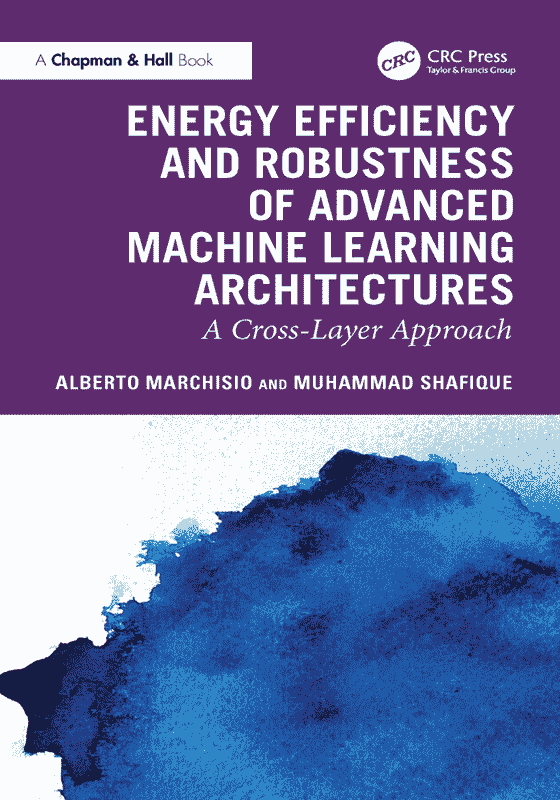 A Chapman & Hall Book
CRC
CRC Press
Taylor & Francis Group
ENERGY EFFICIENCY
AND ROBUSTNESS
OF ADVANCED
MACHINE LEARNING
ARCHITECTURES
A Cross-Layer Approach
ALBERTO MARCHISIO AND MUHAMMAD SHAFIQUE